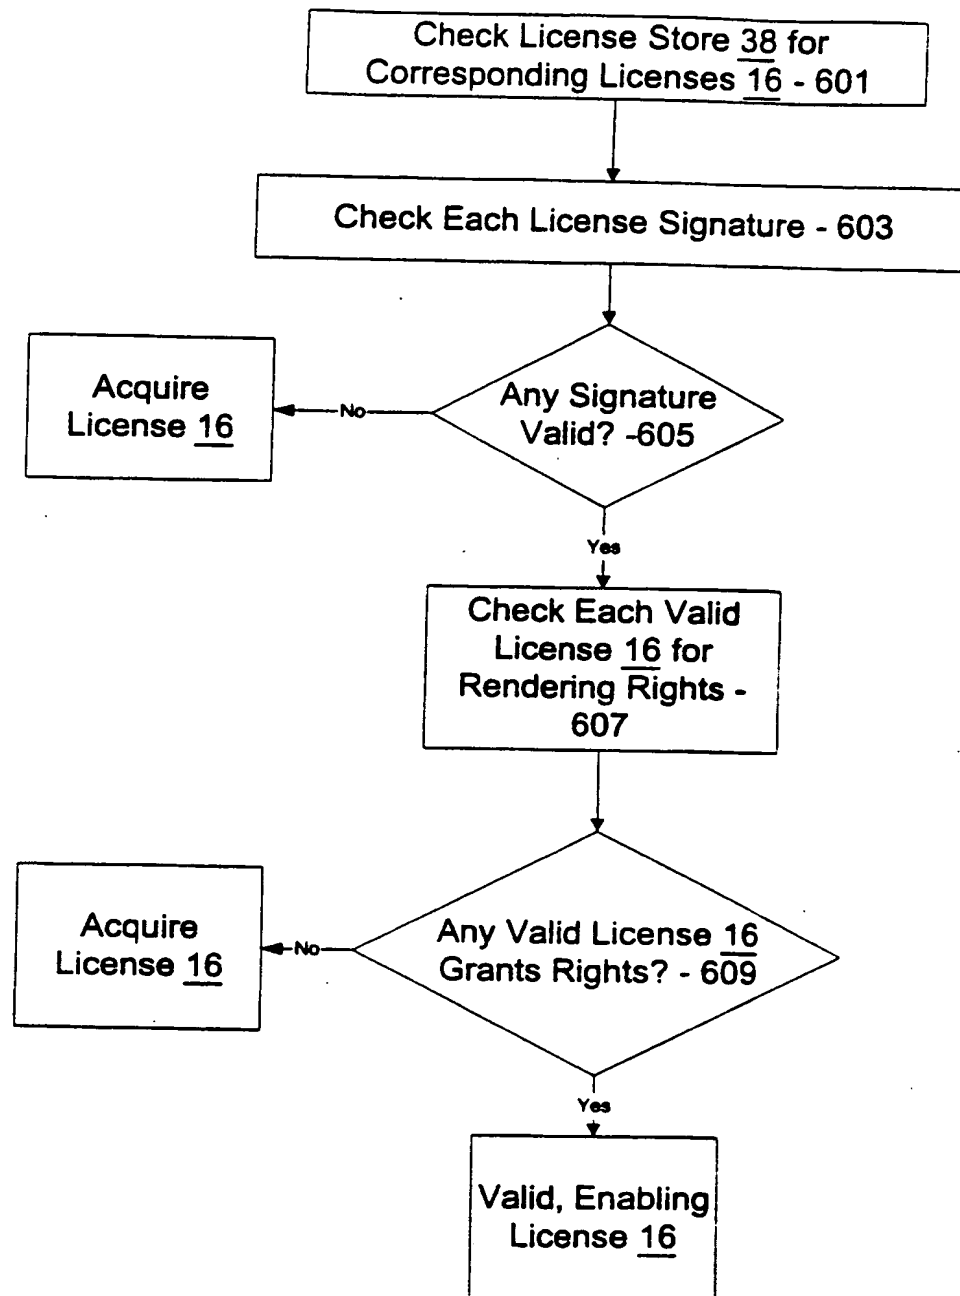 Check License Store 38 for
Corresponding Licenses 16 - 601
Check Each License Signature - 603
Any Signature
Valid? -605
No
Acquire
License 16
Yes
Check Each Valid
License 16 for
Rendering Rights -
607
Any Valid License 16
Grants Rights? - 609
No
Acquire
License 16
Yes
Valid, Enabling
License 16